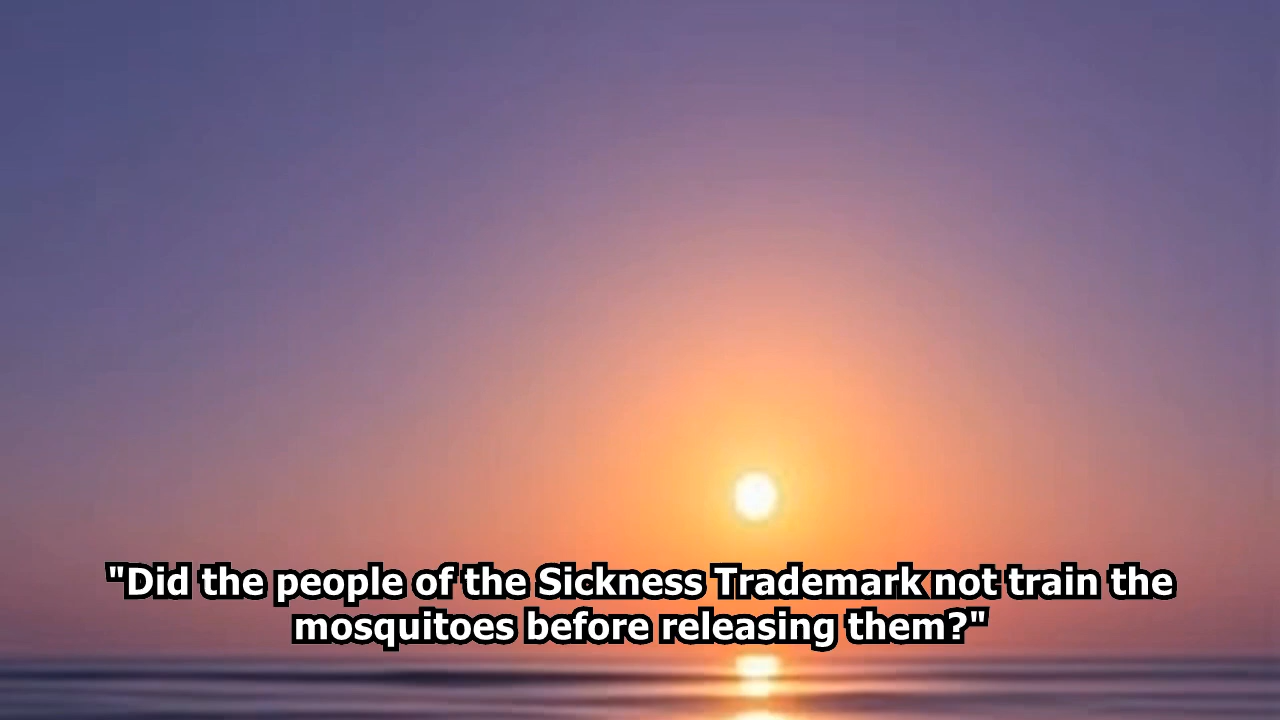 "Did the people of the Sickness Trademark not train the
mosquitoes before releasing them?"